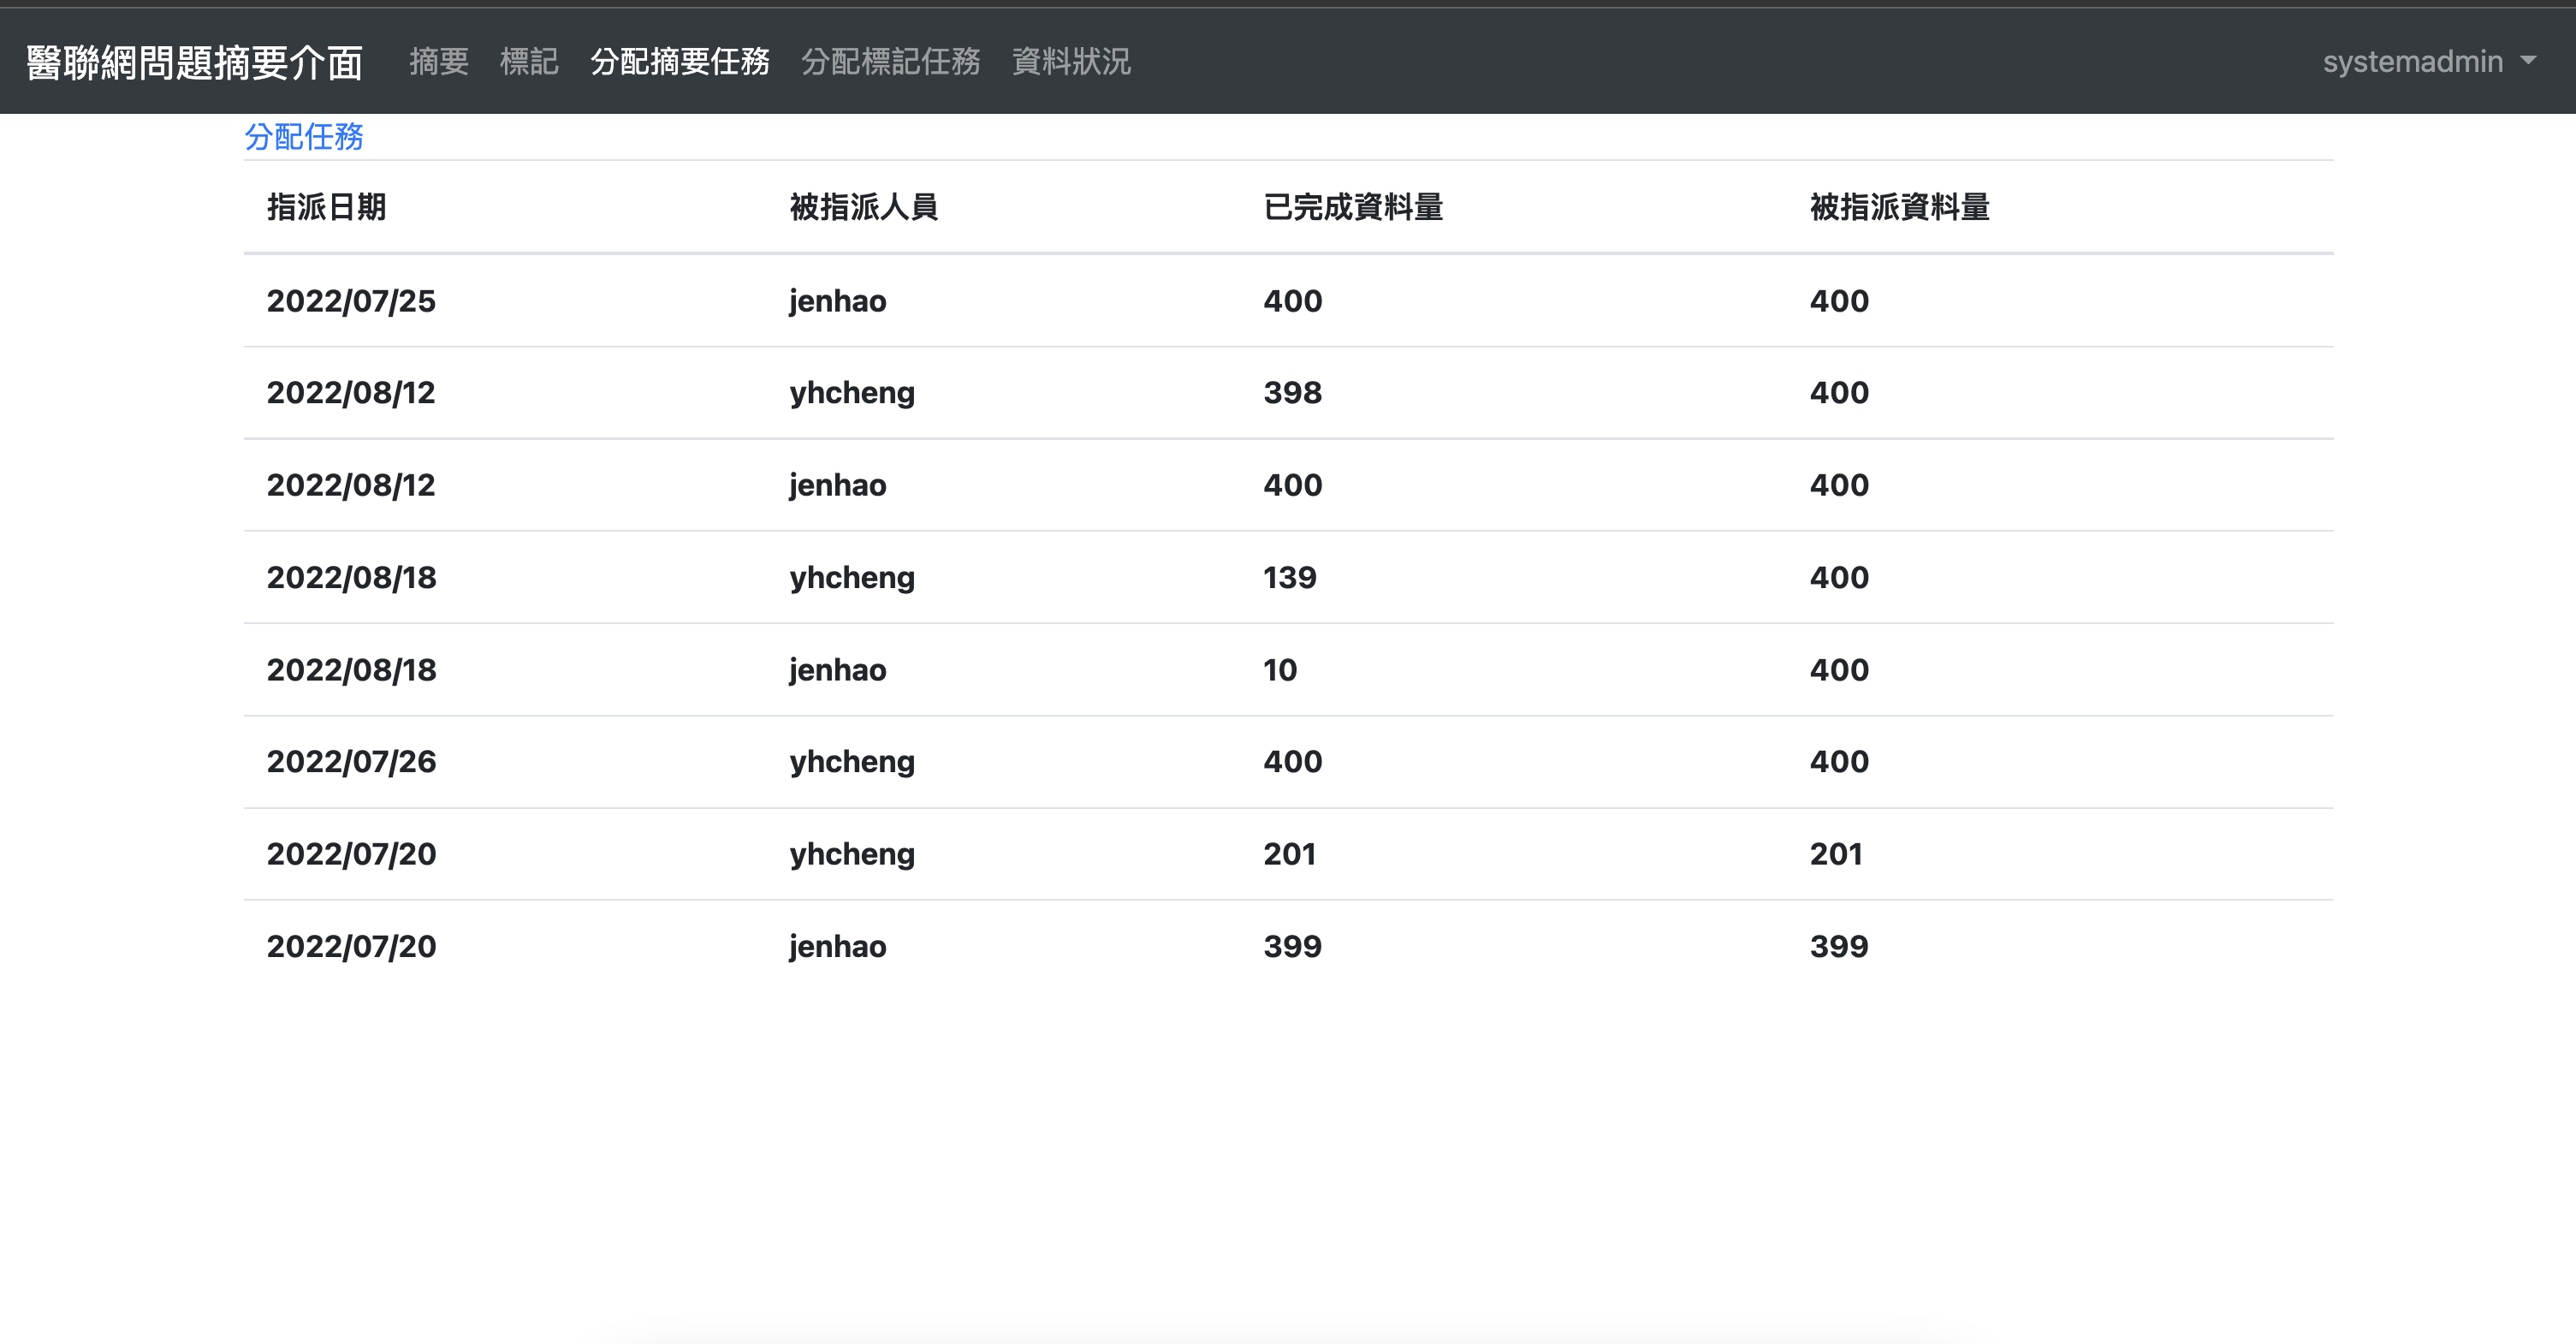 醫聯網問題摘要介面 摘要 標記 分配摘要任務 分配標記任務 資料狀況 systemadmin
分配任務
指派日期 被指派人員 已完成資料量 被指派資料量
2022/07/25 jenhao 400 400
2022/08/12 yhcheng 398 400
2022/08/12 jenhao 400 400
2022/08/18 yhcheng 139 400
2022/08/18 jenhao 10 400
2022/07/26 yhcheng 400 400
2022/07/20 yhcheng 201 201
2022/07/20 jenhao 399 399